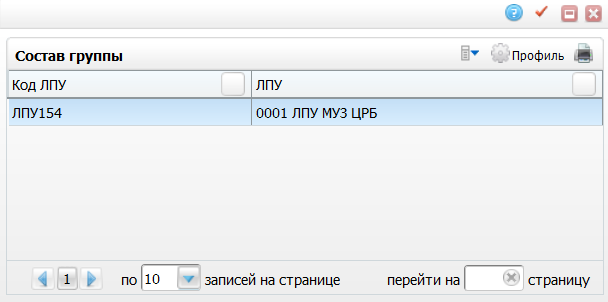 Состав группы Профиль
Код ЛПУ ЛПУ
ЛПУ154 0001 ЛПУ МУЗ ЦРБ
1 по 10 записей на странице перейти на страницу